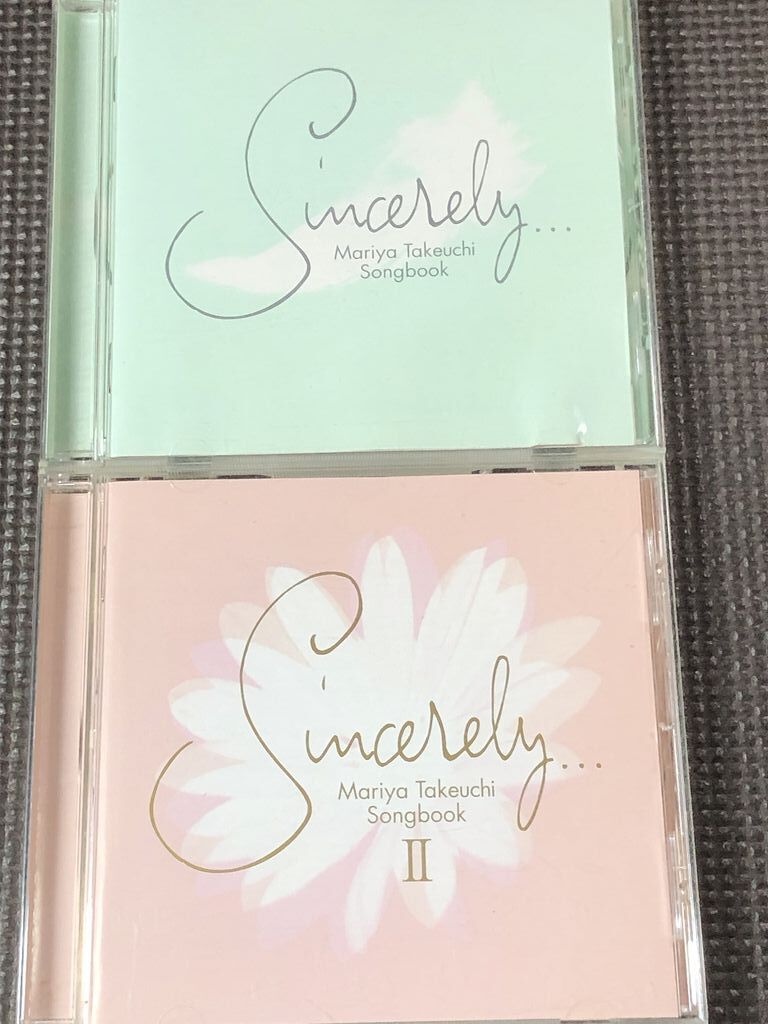 Sincerely...
Mariya Takeuchi
Songbook
Sincerely...
Mariya Takeuchi
Songbook
II